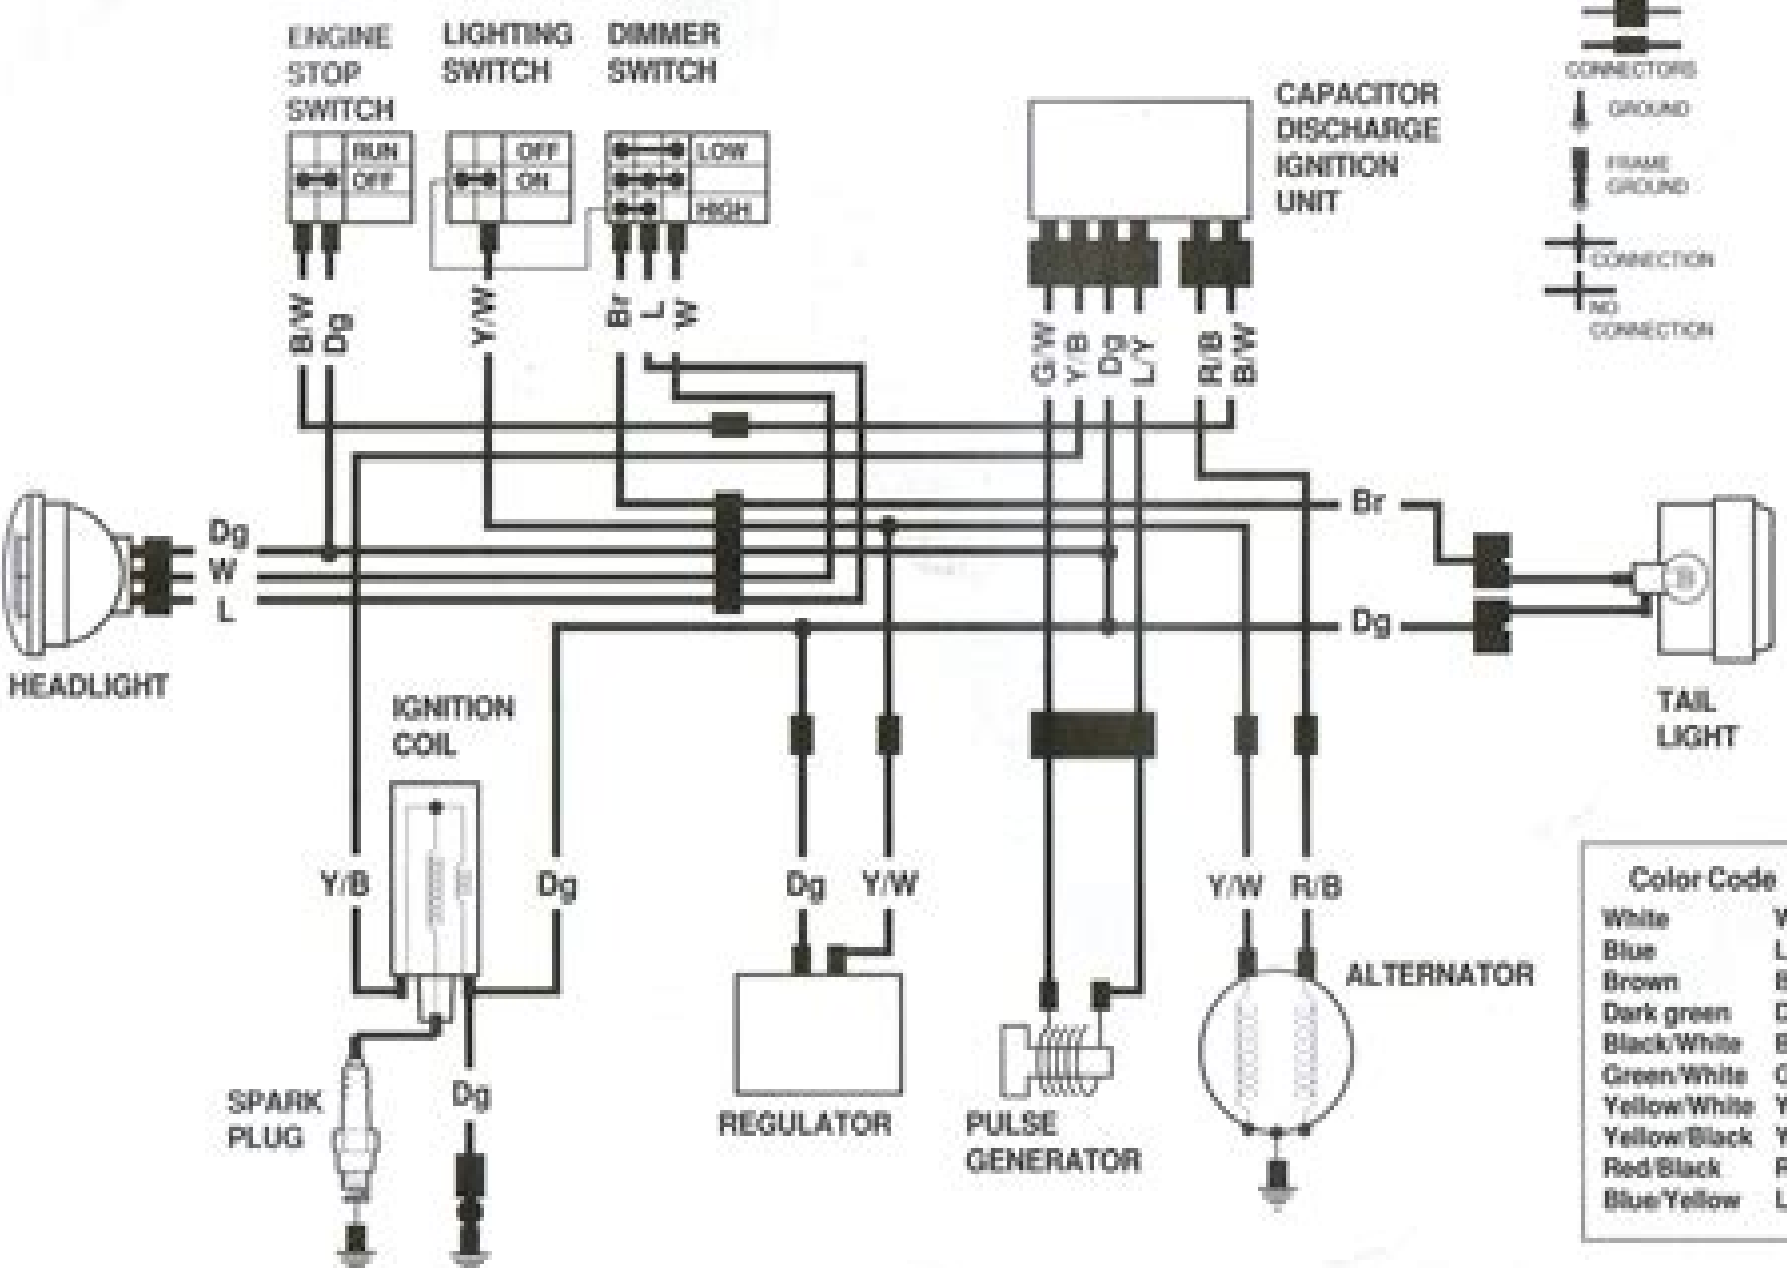 ENGINE
STOP
SWITCH
LIGHTING
SWITCH
DIMMER
SWITCH
RUN
OFF
OFF
ON
LOW
HIGH
CAPACITOR
DISCHARGE
IGNITION
UNIT
CONNECTORS
GROUND
FRAME
GROUND
CONNECTION
NO
CONNECTION
B/W
Dg
Y/W
Br
L
W
G/W
Y/B
Dg
L/Y
R/B
B/W
Dg
W
L
HEADLIGHT
Br
Dg
TAIL
LIGHT
IGNITION
COIL
Y/B
Dg
Dg
Y/W
Y/W
R/B
ALTERNATOR
SPARK
PLUG
Dg
REGULATOR
PULSE
GENERATOR
Color Code
White W
Blue L
Brown B
Dark green D
Black/White B
Green/White G
Yellow/White Y
Yellow/Black Y
Red/Black R
Blue/Yellow L